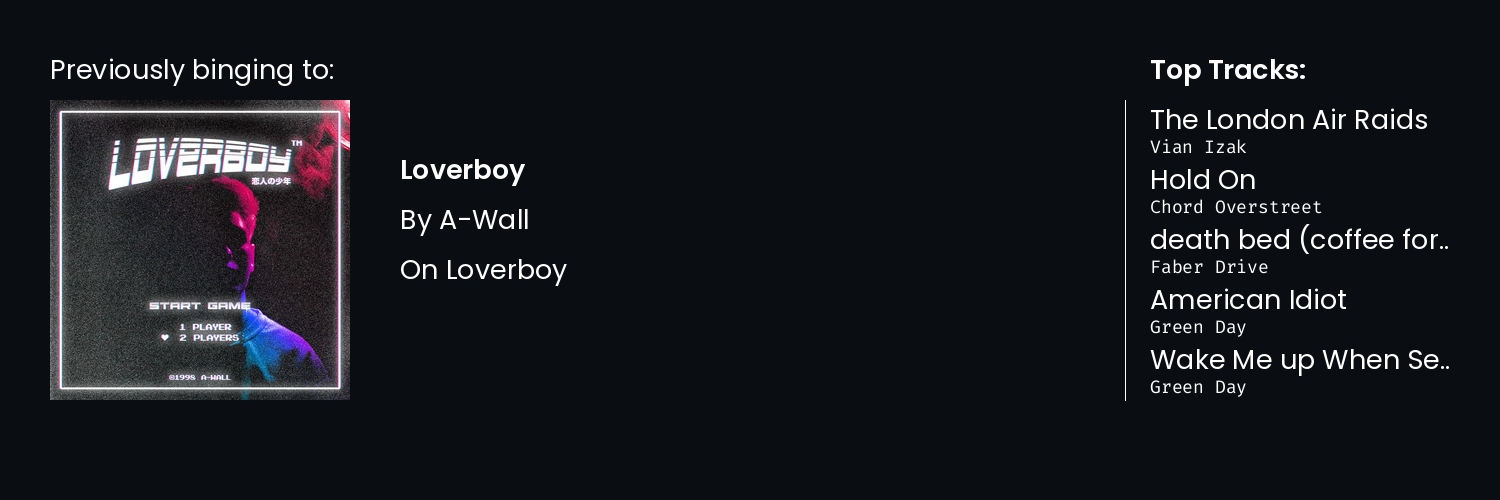 Previously binging to:
LOVERBOY™
恋人の少年
START GAME
1 PLAYER
♥ 2 PLAYERS
©1998 A-WALL
Loverboy
By A-Wall
On Loverboy
Top Tracks:
The London Air Raids
Vian Izak
Hold On
Chord Overstreet
death bed (coffee for..
Faber Drive
American Idiot
Green Day
Wake Me up When Se..
Green Day